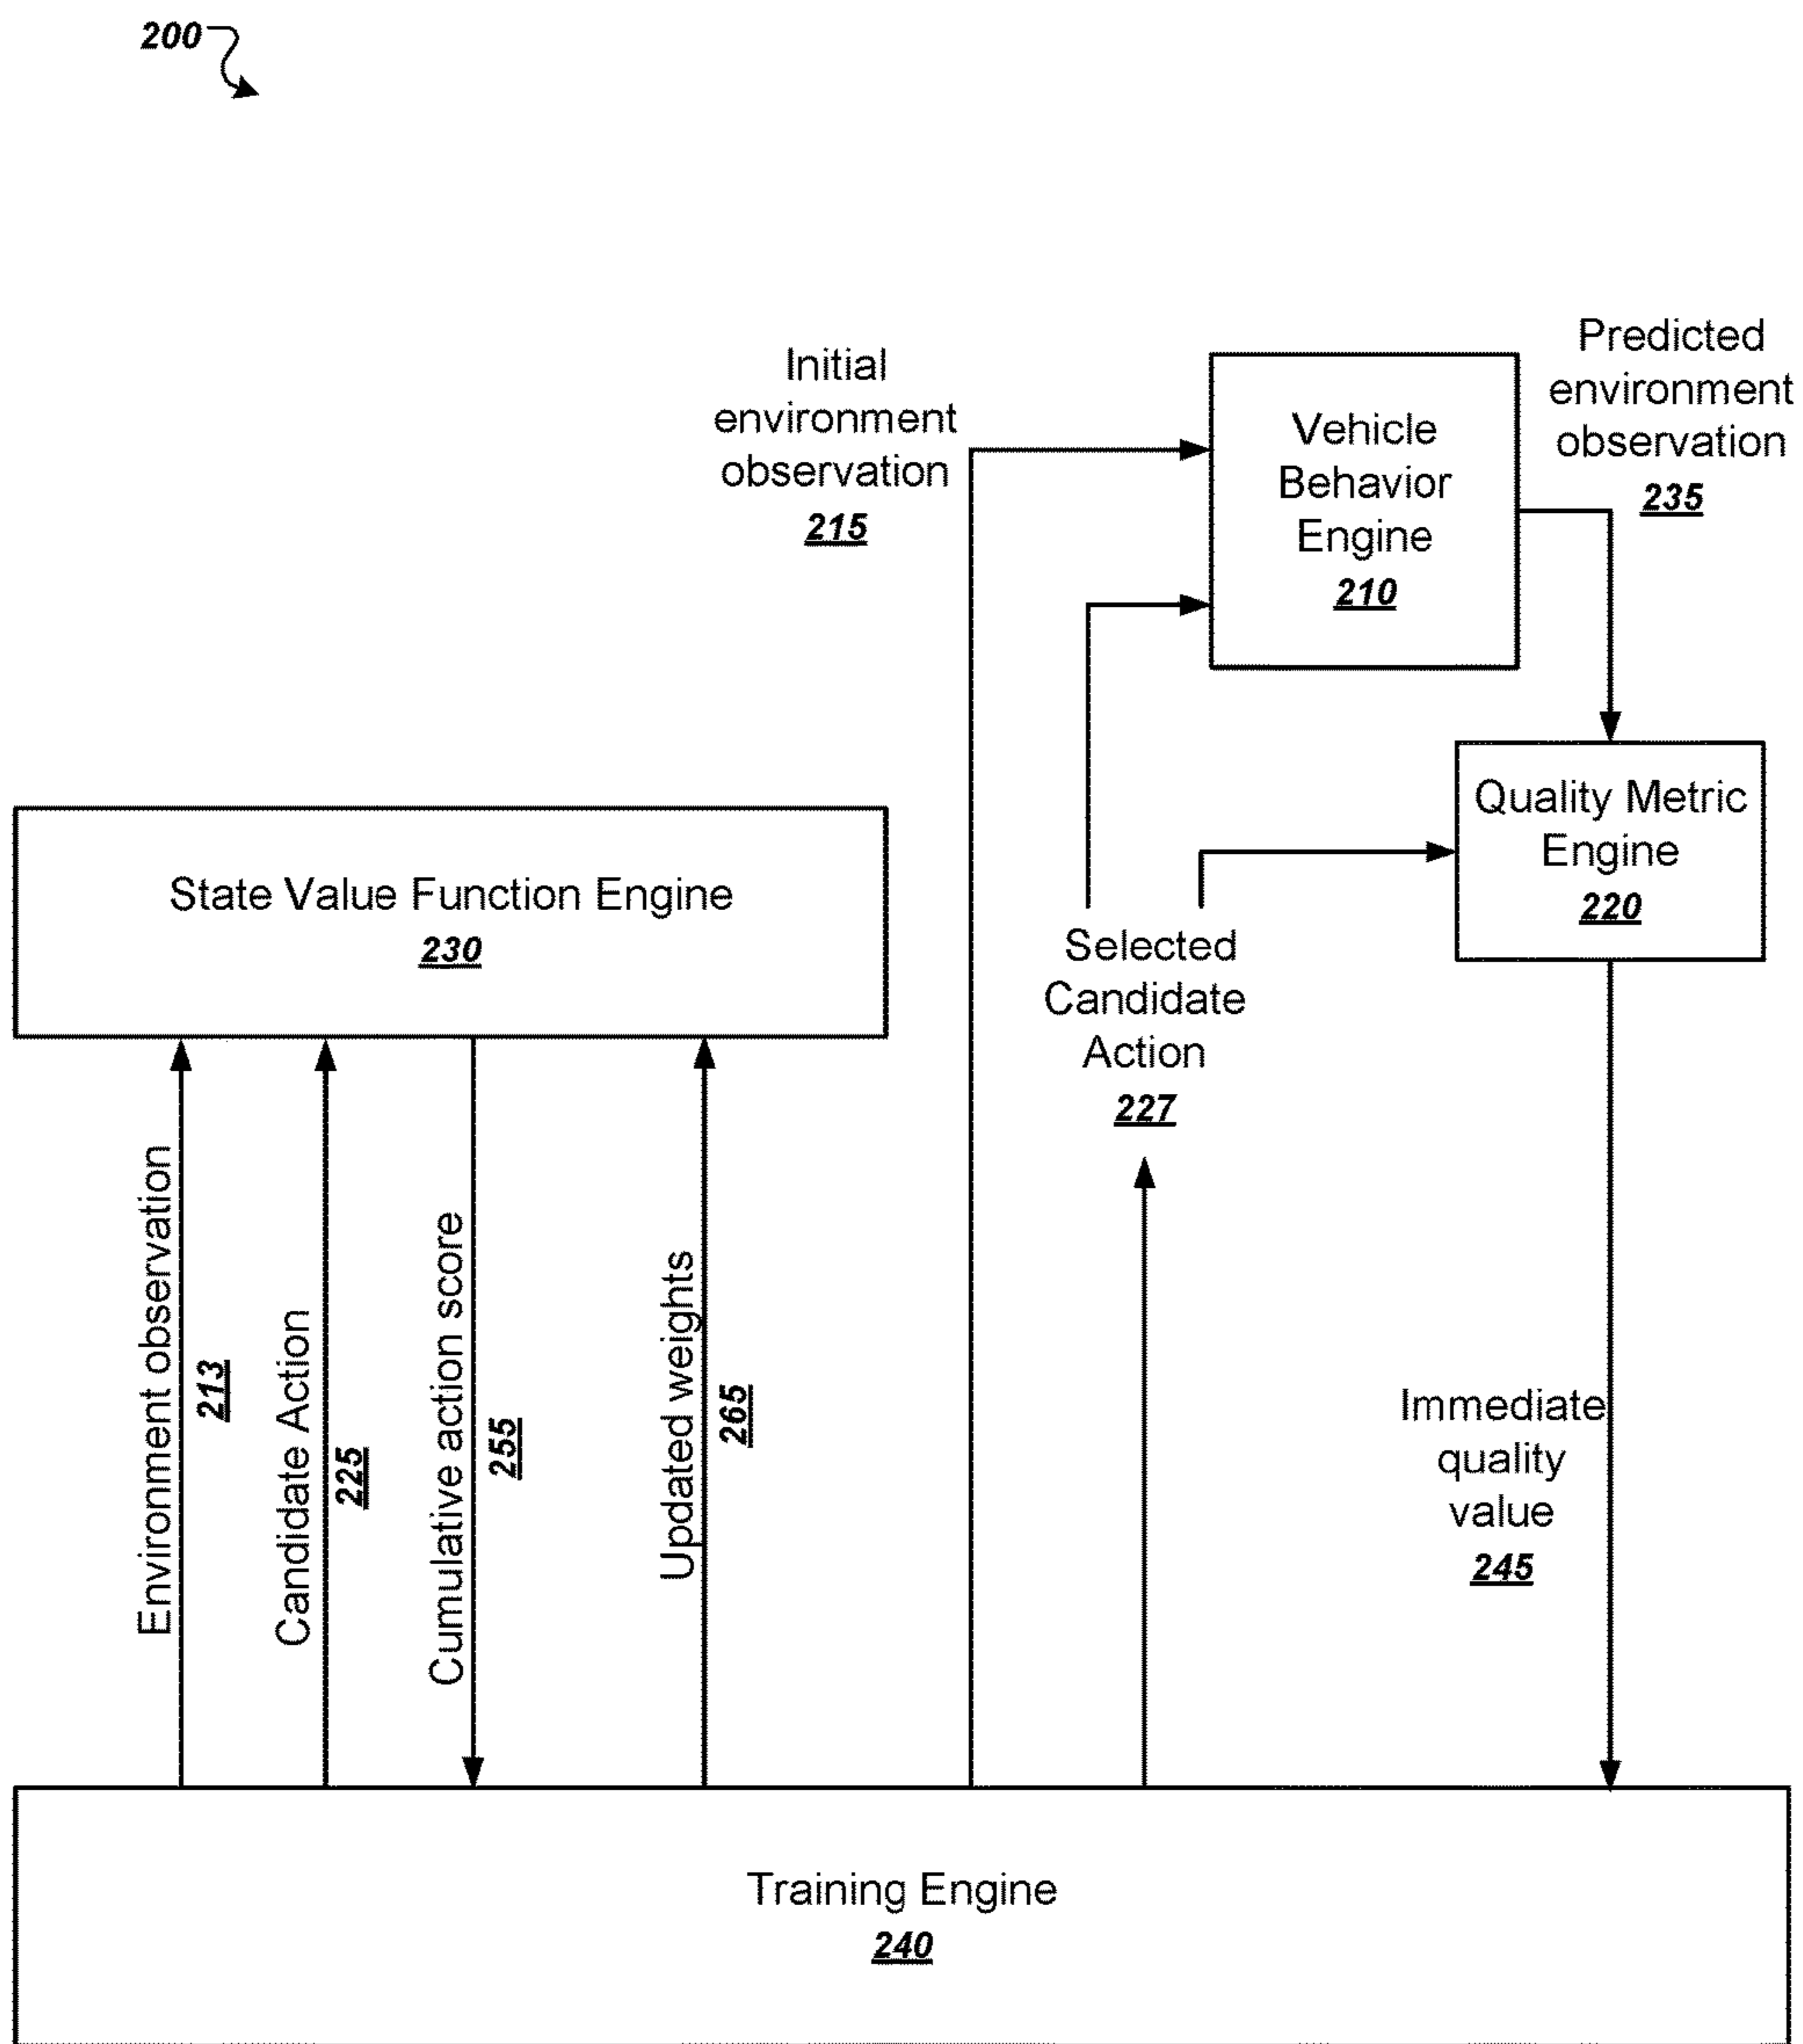 200
Initial
environment
observation
215
Vehicle
Behavior
Engine
210
Predicted
environment
observation
235
Quality Metric
Engine
220
State Value Function Engine
230
Selected
Candidate
Action
227
Environment observation
213
Candidate Action
225
Cumulative action score
255
Updated weights
265
Immediate
quality
value
245
Training Engine
240